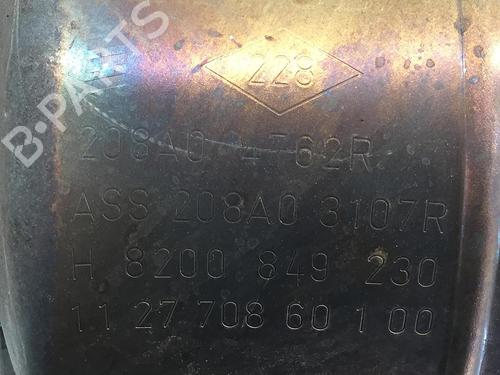 B-PARTS
228
208A0 4762R
ASS 208A0 3107R
H 8200 849 230
11 27 708 60 100